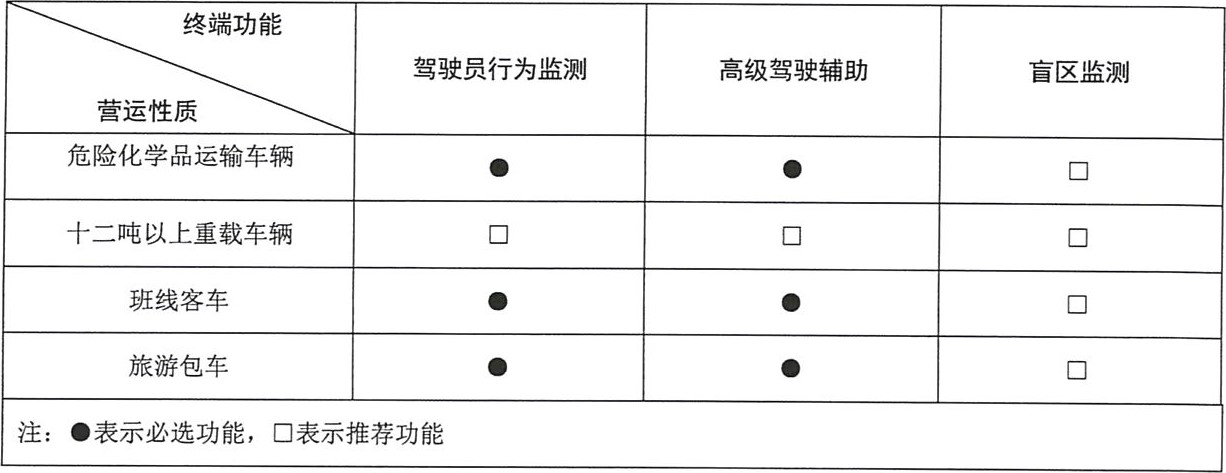 终端功能
营运性质
驾驶员行为监测
高级驾驶辅助
盲区监测
危险化学品运输车辆 ● ● □
十二吨以上重载车辆 □ □ □
班线客车 ● ● □
旅游包车 ● ● □
注：●表示必选功能，□表示推荐功能